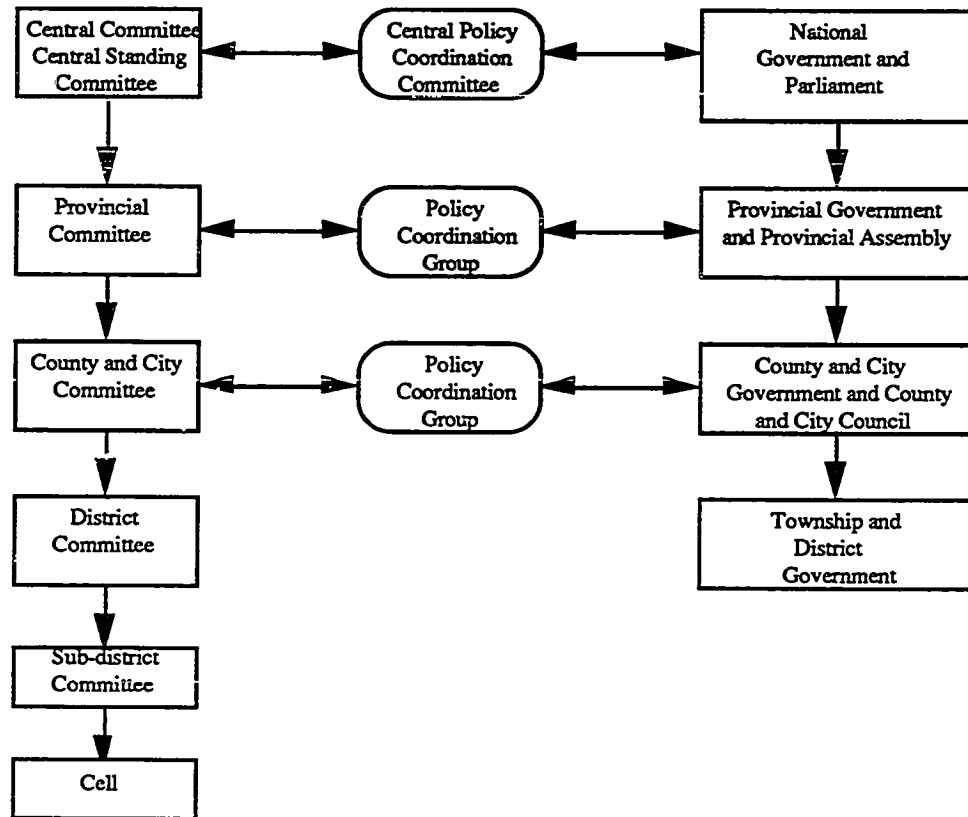 Central Committee
Central Standing
Committee
Central Policy
Coordination
Committee
National
Government and
Parliament
Provincial
Committee
Policy
Coordination
Group
Provincial Government
and Provincial Assembly
County and City
Committee
Policy
Coordination
Group
County and City
Government and County
and City Council
District
Committee
Township and
District
Government
Sub-district
Committee
Cell